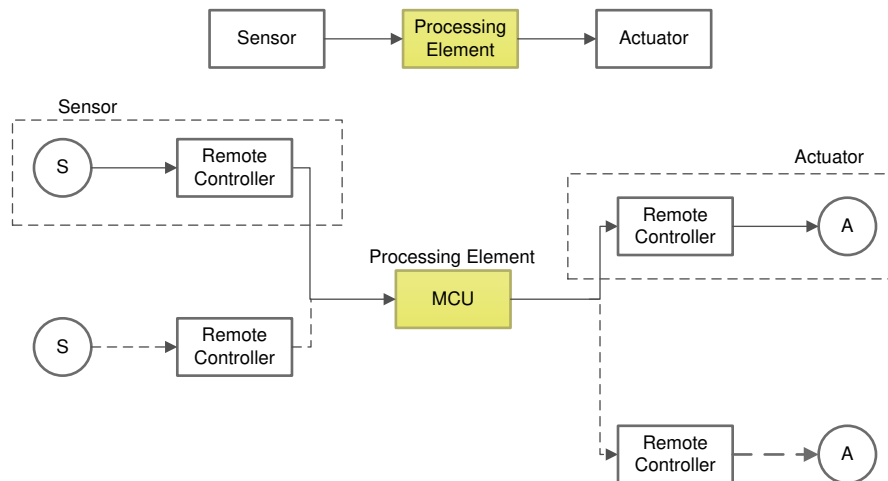 Sensor
Processing
Element
Actuator
Sensor
S
Remote
Controller
Actuator
Remote
Controller
A
Processing Element
MCU
S
Remote
Controller
Remote
Controller
A